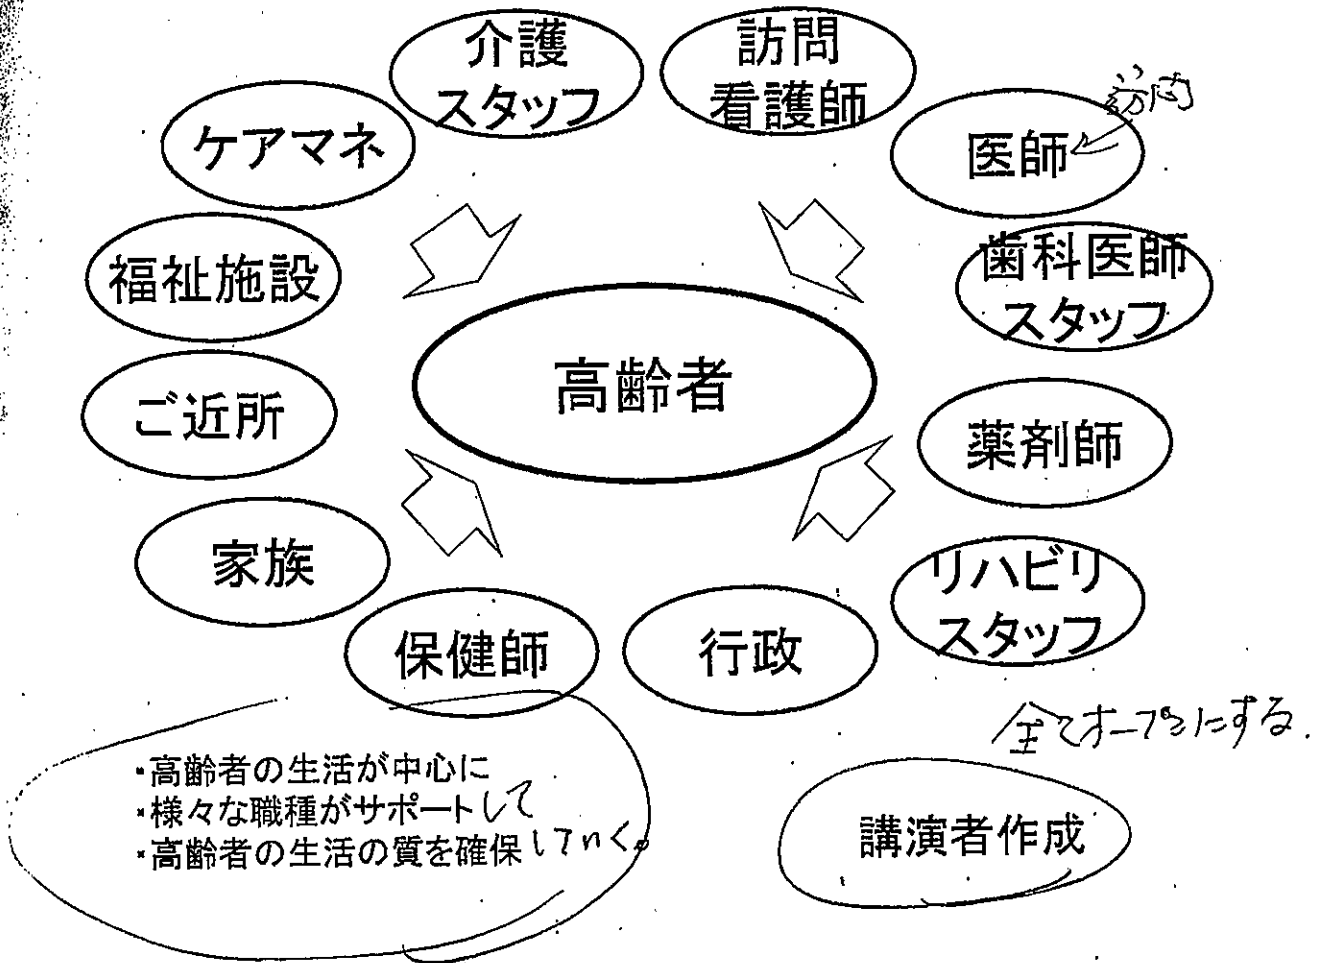 介護
スタッフ
訪問
看護師
訪問
ケアマネ
医師
福祉施設
歯科医師
スタッフ
高齢者
ご近所
薬剤師
家族
リハビリ
スタッフ
保健師
行政
全てオープンにする.
・高齢者の生活が中心に
・様々な職種がサポートして
・高齢者の生活の質を確保していく。
講演者作成